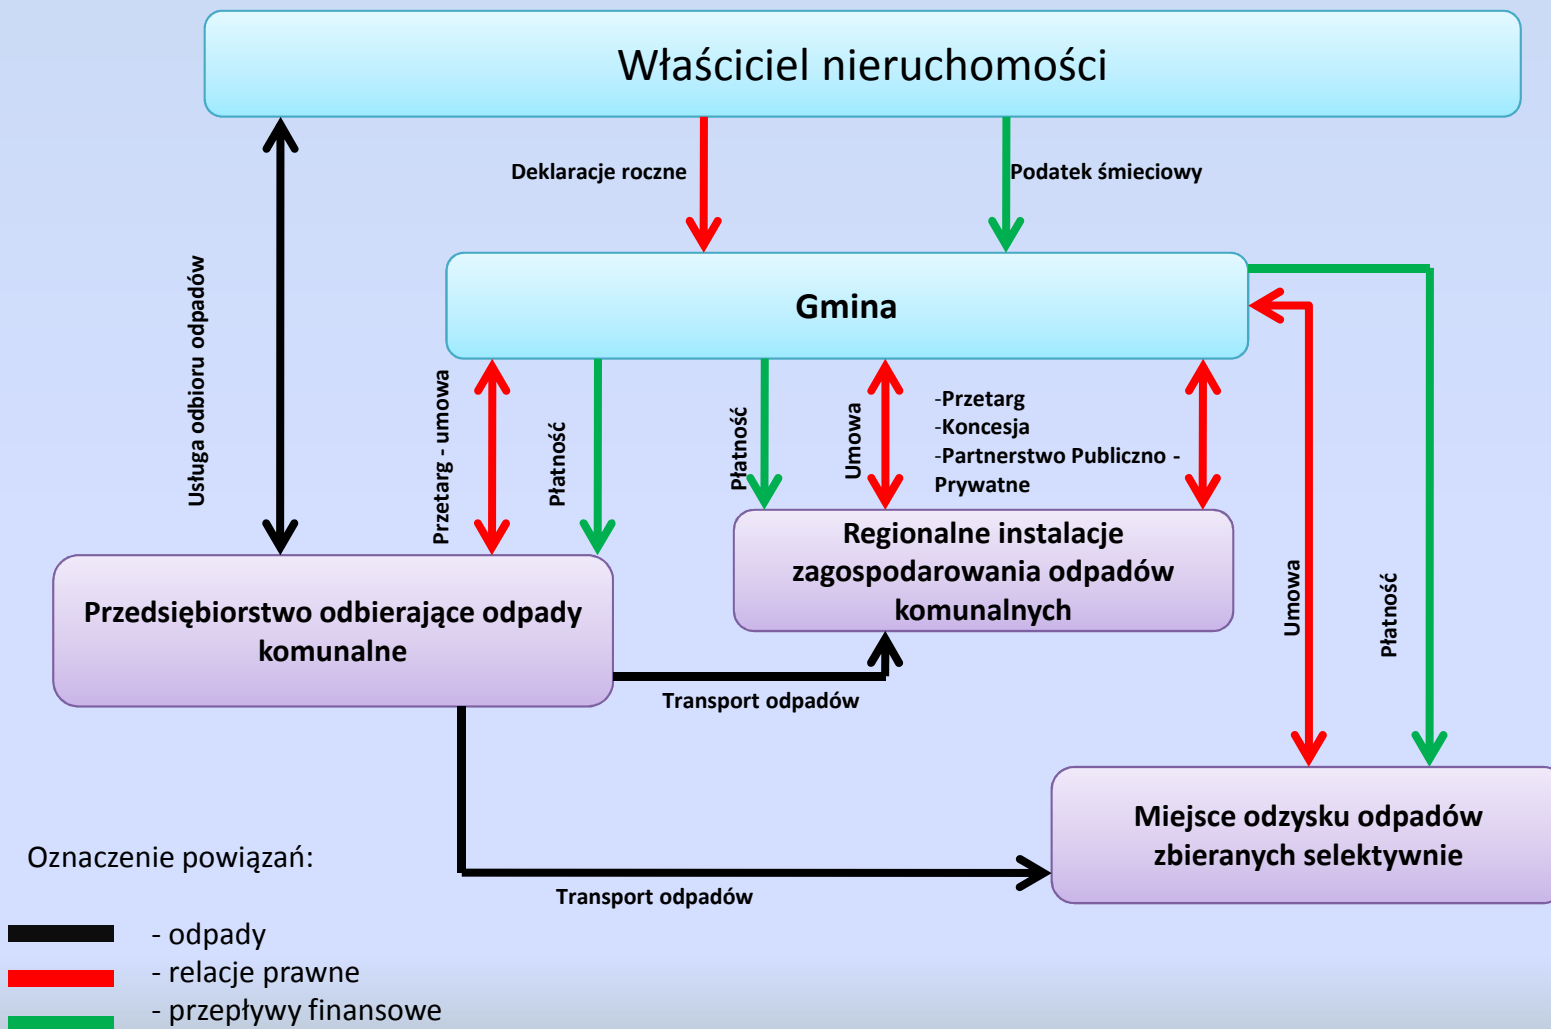 Właściciel nieruchomości
Deklaracje roczne
Podatek śmieciowy
Usługa odbioru odpadów
Gmina
Przetarg - umowa
Płatność
Płatność
Umowa
-Przetarg
-Koncesja
-Partnerstwo Publiczno -
Prywatne
Regionalne instalacje
zagospodarowania odpadów
komunalnych
Umowa
Płatność
Przedsiębiorstwo odbierające odpady
komunalne
Transport odpadów
Miejsce odzysku odpadów
zbieranych selektywnie
Transport odpadów
Oznaczenie powiązań:
- odpady
- relacje prawne
- przepływy finansowe